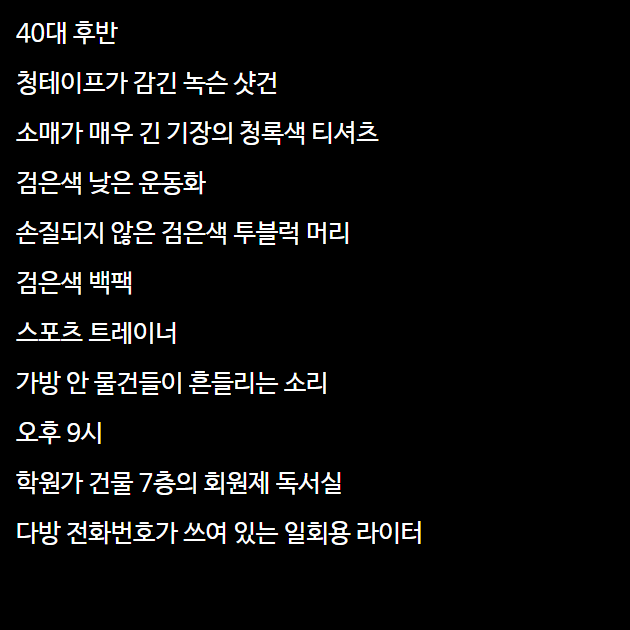 40대 후반
청테이프가 감긴 녹슨 샷건
소매가 매우 긴 기장의 청록색 티셔츠
검은색 낮은 운동화
손질되지 않은 검은색 투블럭 머리
검은색 백팩
스포츠 트레이너
가방 안 물건들이 흔들리는 소리
오후 9시
학원가 건물 7층의 회원제 독서실
다방 전화번호가 쓰여 있는 일회용 라이터